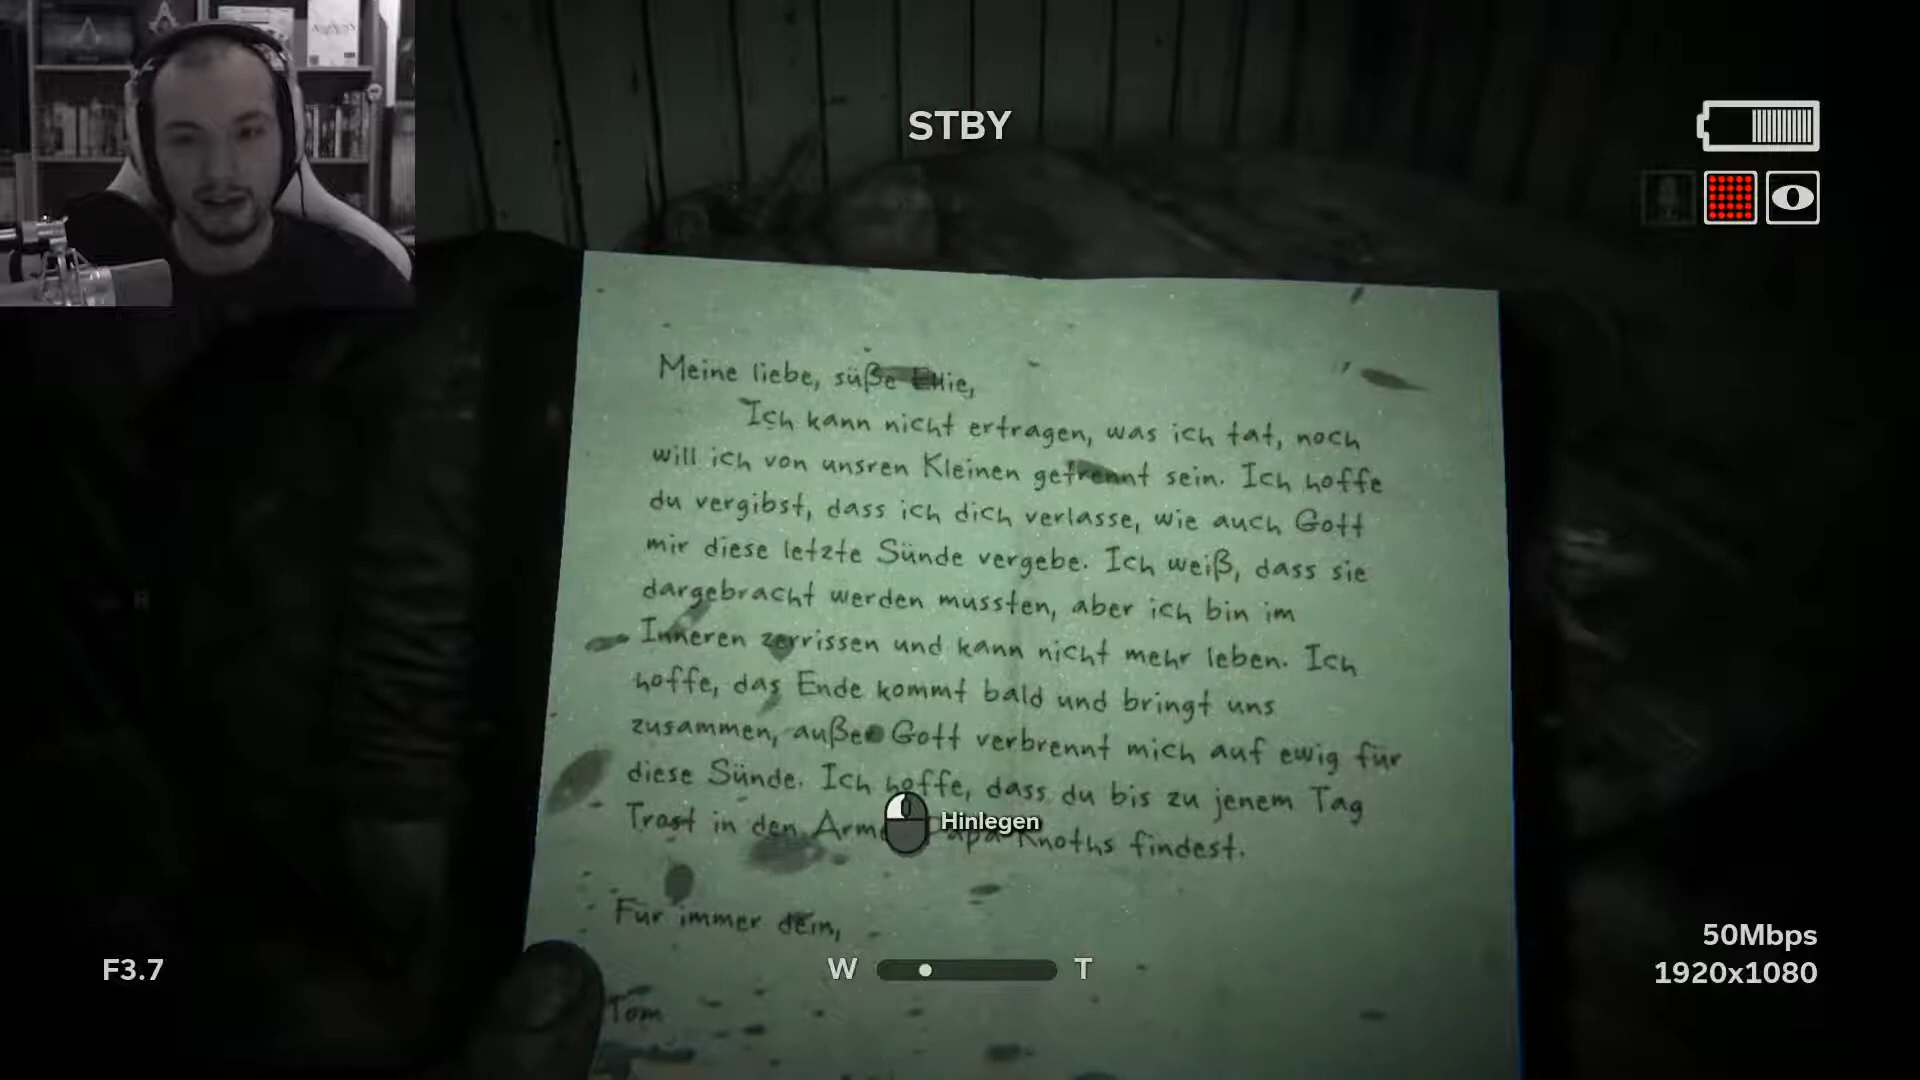 STBY
Meine liebe, süße Ellie,
Ich kann nicht ertragen, was ich tat, noch
will ich von unsren Kleinen getrennt sein. Ich hoffe
du vergibst, dass ich dich verlasse, wie auch Gott
mir diese letzte Sünde vergebe. Ich weiß, dass sie
dargebracht werden mussten, aber ich bin im
Inneren zerrissen und kann nicht mehr leben. Ich
hoffe, das Ende kommt bald und bringt uns
zusammen, außer Gott verbrennt mich auf ewig für
diese Sünde. Ich hoffe, dass du bis zu jenem Tag
Trost in den Papa Knoths findest.
Hinlegen
Für immer dein,
Tom
F3.7
W T
50Mbps
1920x1080